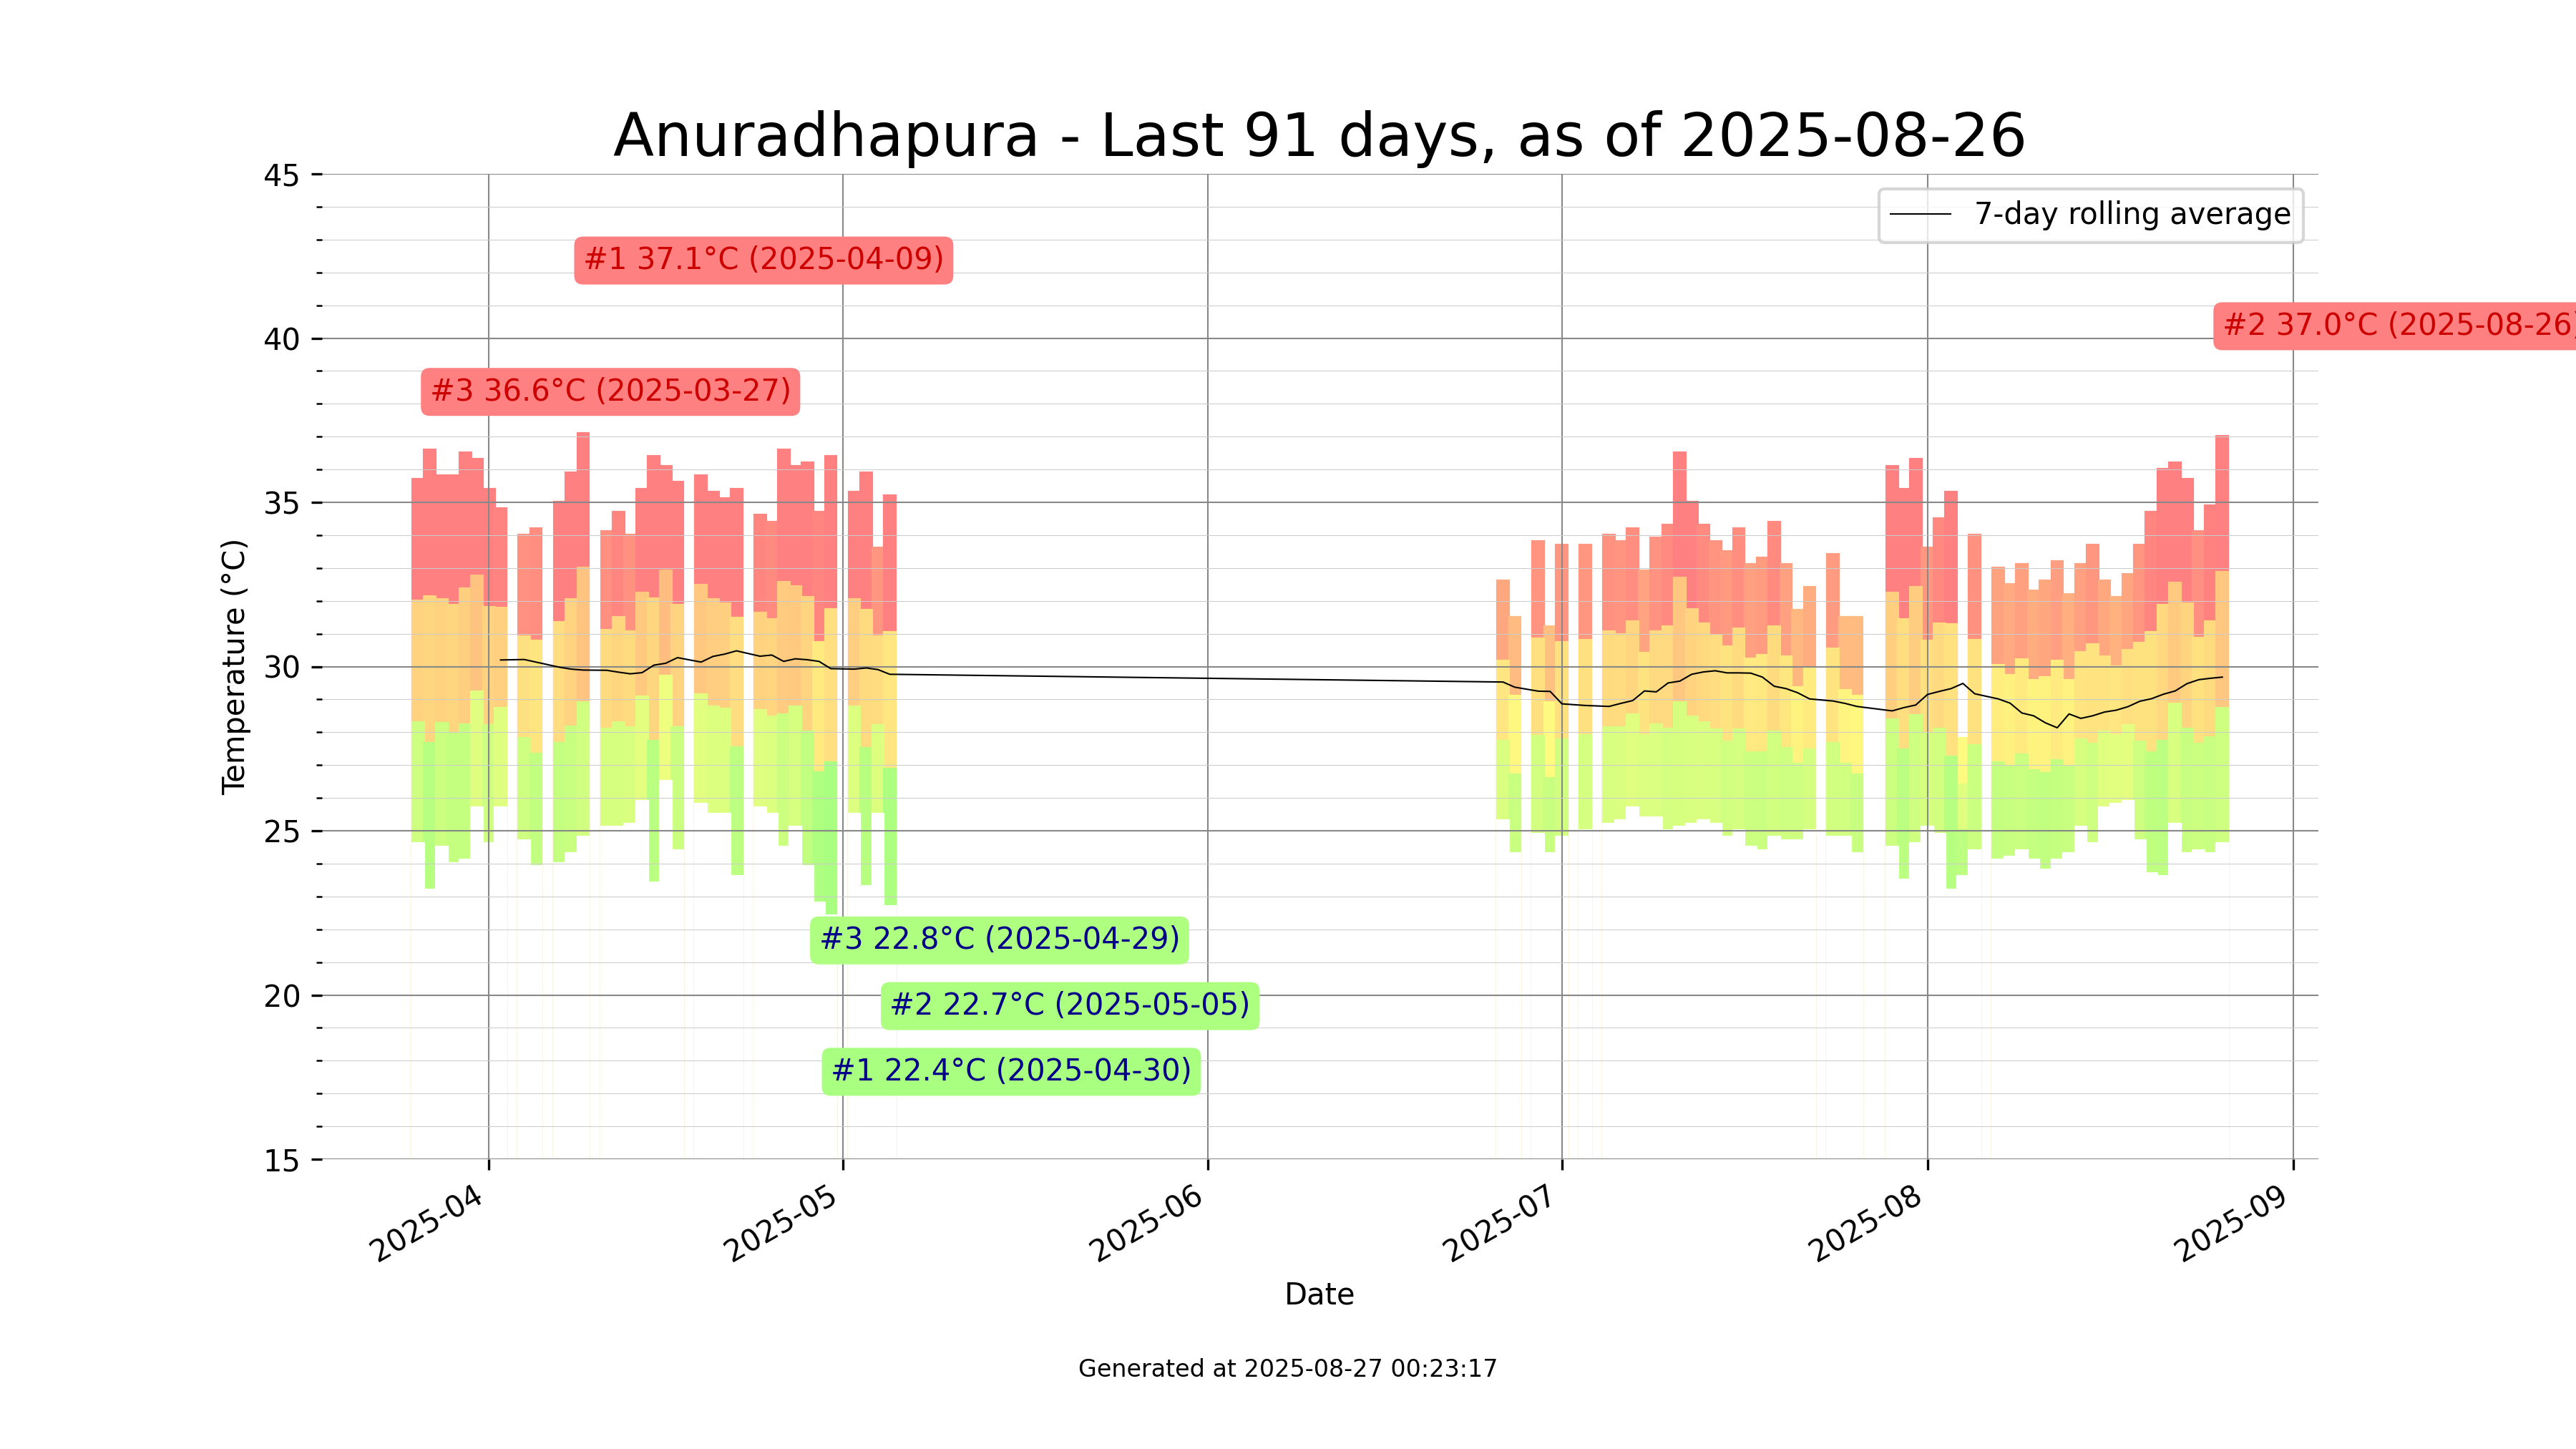 Anuradhapura - Last 91 days, as of 2025-08-26
45
40
35
30
25
20
15
Temperature (°C)
7-day rolling average
#1 37.1°C (2025-04-09)
#2 37.0°C (2025-08-26)
#3 36.6°C (2025-03-27)
#3 22.8°C (2025-04-29)
#2 22.7°C (2025-05-05)
#1 22.4°C (2025-04-30)
2025-04
2025-05
2025-06
2025-07
2025-08
2025-09
Date
Generated at 2025-08-27 00:23:17